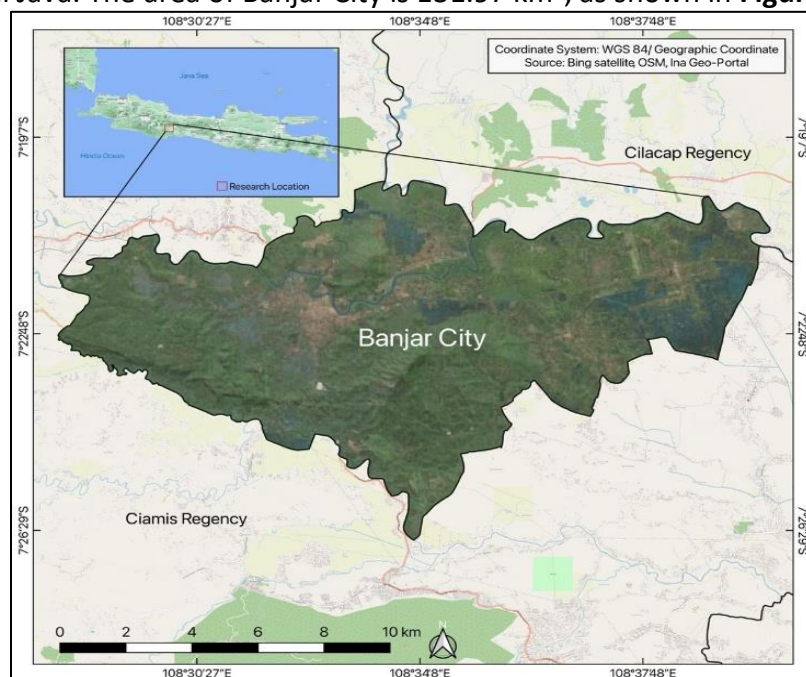 Java. The area of Banjar City is 131.97 km², as shown in Figur
108°30'27"E 108°34'8"E 108°37'48"E
Coordinate System: WGS 84/ Geographic Coordinate
Source: Bing satellite, OSM, Ina Geo-Portal
Java Sea
7°19'7"S 7°19'7"S
Cilacap Regency
Hindia Ocean
Research Location
Banjar City
7°22'48"S 7°22'48"S
Ciamis Regency
7°26'29"S 7°26'29"S
0 2 4 6 8 10 km
N
108°30'27"E 108°34'8"E 108°37'48"E